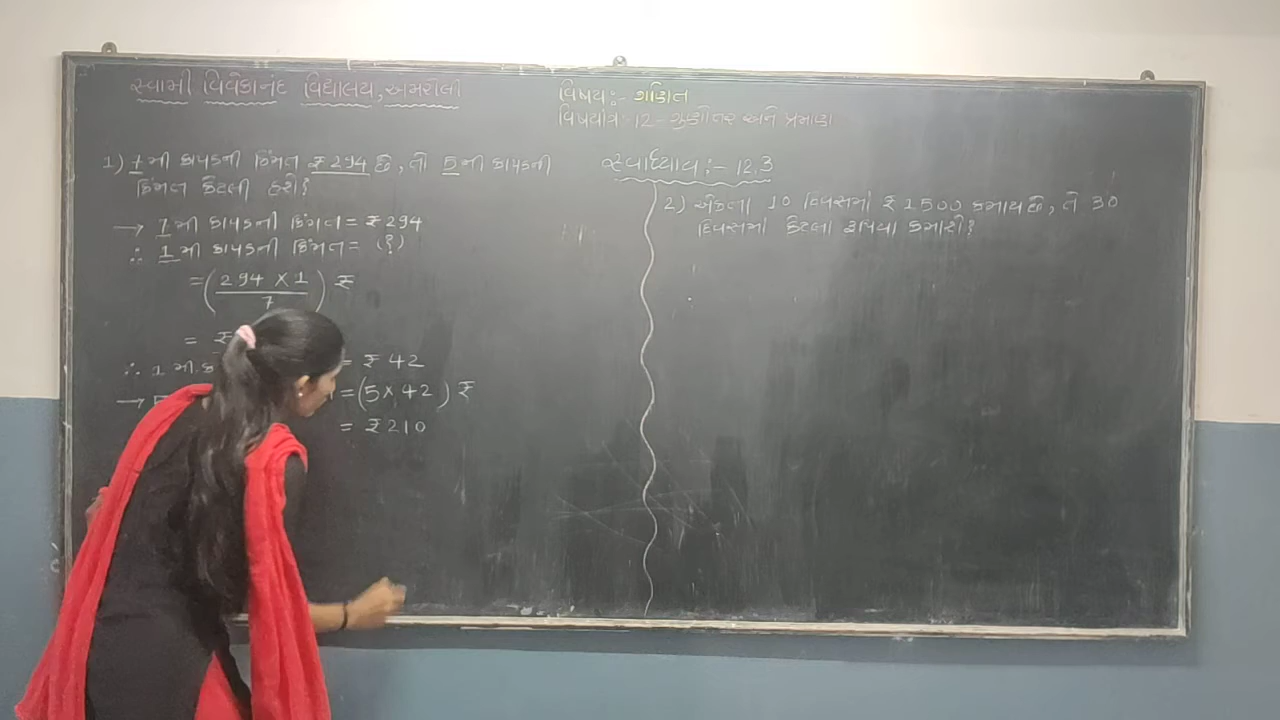 સ્વામી વિવેકાનંદ વિદ્યાલય, અમરોલી
વિષય:- ગણિત
વિષયાંગ:- 12 - ગુણોત્તર અને પ્રમાણ
સ્વાધ્યાય:- 12.3
1) 7 મી કાપડની કિંમત ₹ 294 છે, તો 5 મી કાપડની
કિંમત કેટલી હશે?
→ 7 મી કાપડની કિંમત = ₹ 294
∴ 1 મી કાપડની કિંમત = (?)
= (294 × 1 / 7) ₹
= ₹
∴ 1 મી. = ₹ 42
→ = (5 × 42) ₹
= ₹ 210
2) એકતા 10 દિવસમાં ₹ 1500 કમાય છે, તે 30
દિવસમાં કેટલા રૂપિયા કમાશે?